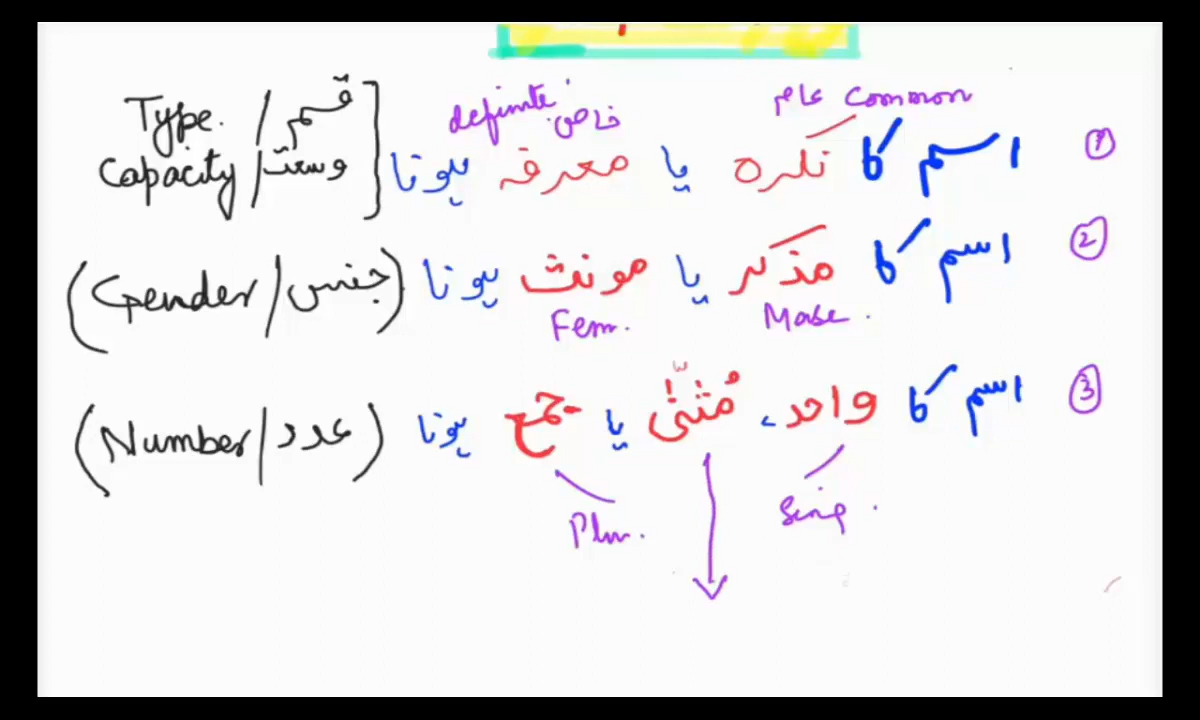 definite خاص عام common
① اسم کا نکرہ یا معرفہ ہونا [قسم / Type.
وسعت / Capacity
② اسم کا مذکر یا مونث ہونا (جنس / Gender)
Fem. Masc.
③ اسم کا واحد، مُثنّٰی یا جمع ہونا (عدد / Number)
Plu. Sing.